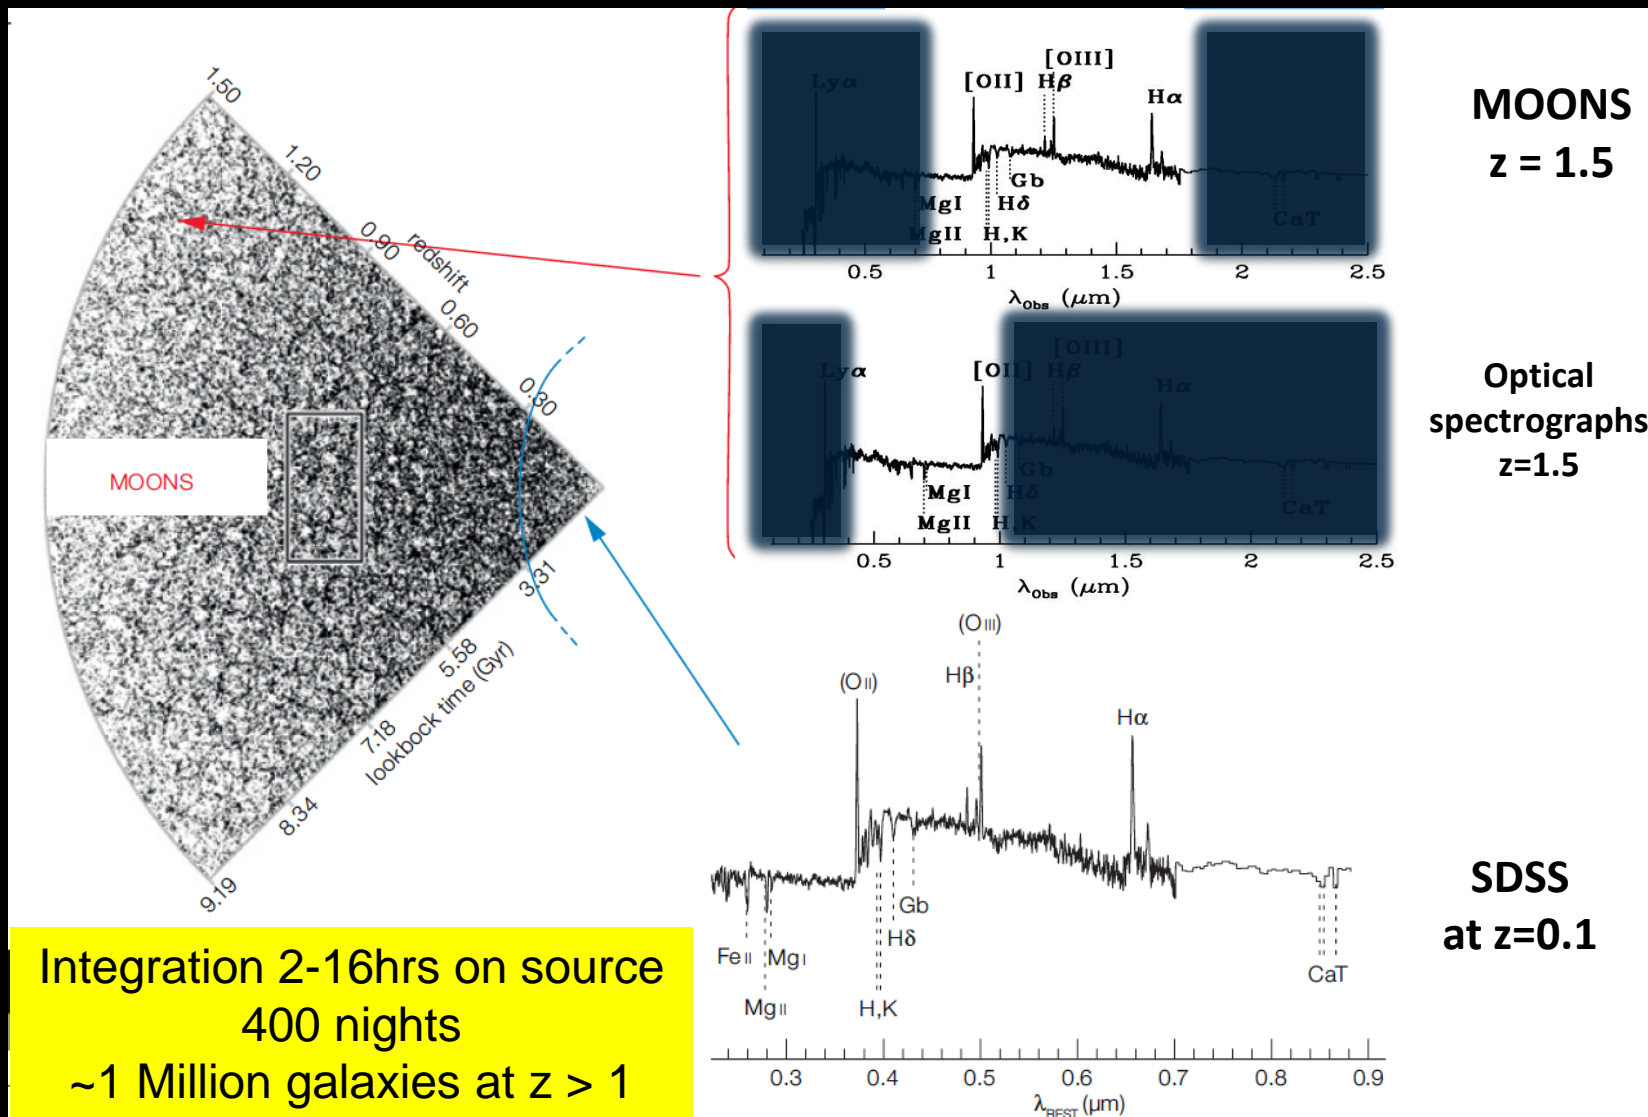 1.50
1.20
0.90
redshift
0.60
0.30
3.31
5.58
lookbock time (Gyr)
7.18
8.34
9.19
MOONS
Lyα
[OII]
Hβ
[OIII]
Hα
Gb
MgI
Hδ
MgII
H,K
CaT
0.5 1 1.5 2 2.5
λObs (μm)
MOONS
z = 1.5
[OIII]
Lyα
[OII]
Hβ
Hα
Gb
MgI
Hδ
MgII
H,K
CaT
0.5 1 1.5 2 2.5
λObs (μm)
Optical
spectrographs
z=1.5
(OIII)
(OII)
Hβ
Hα
Gb
Hδ
FeII
MgI
CaT
MgII
H,K
0.3 0.4 0.5 0.6 0.7 0.8 0.9
λREST (μm)
SDSS
at z=0.1
Integration 2-16hrs on source
400 nights
~1 Million galaxies at z > 1